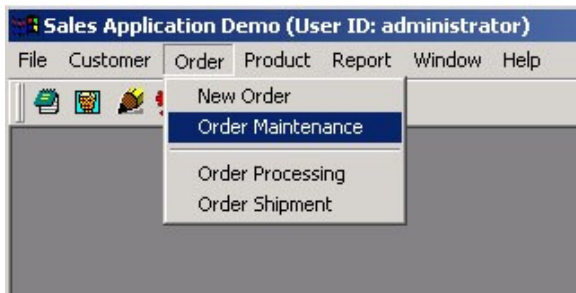 Sales Application Demo (User ID: administrator)
File Customer Order Product Report Window Help
New Order
Order Maintenance
Order Processing
Order Shipment